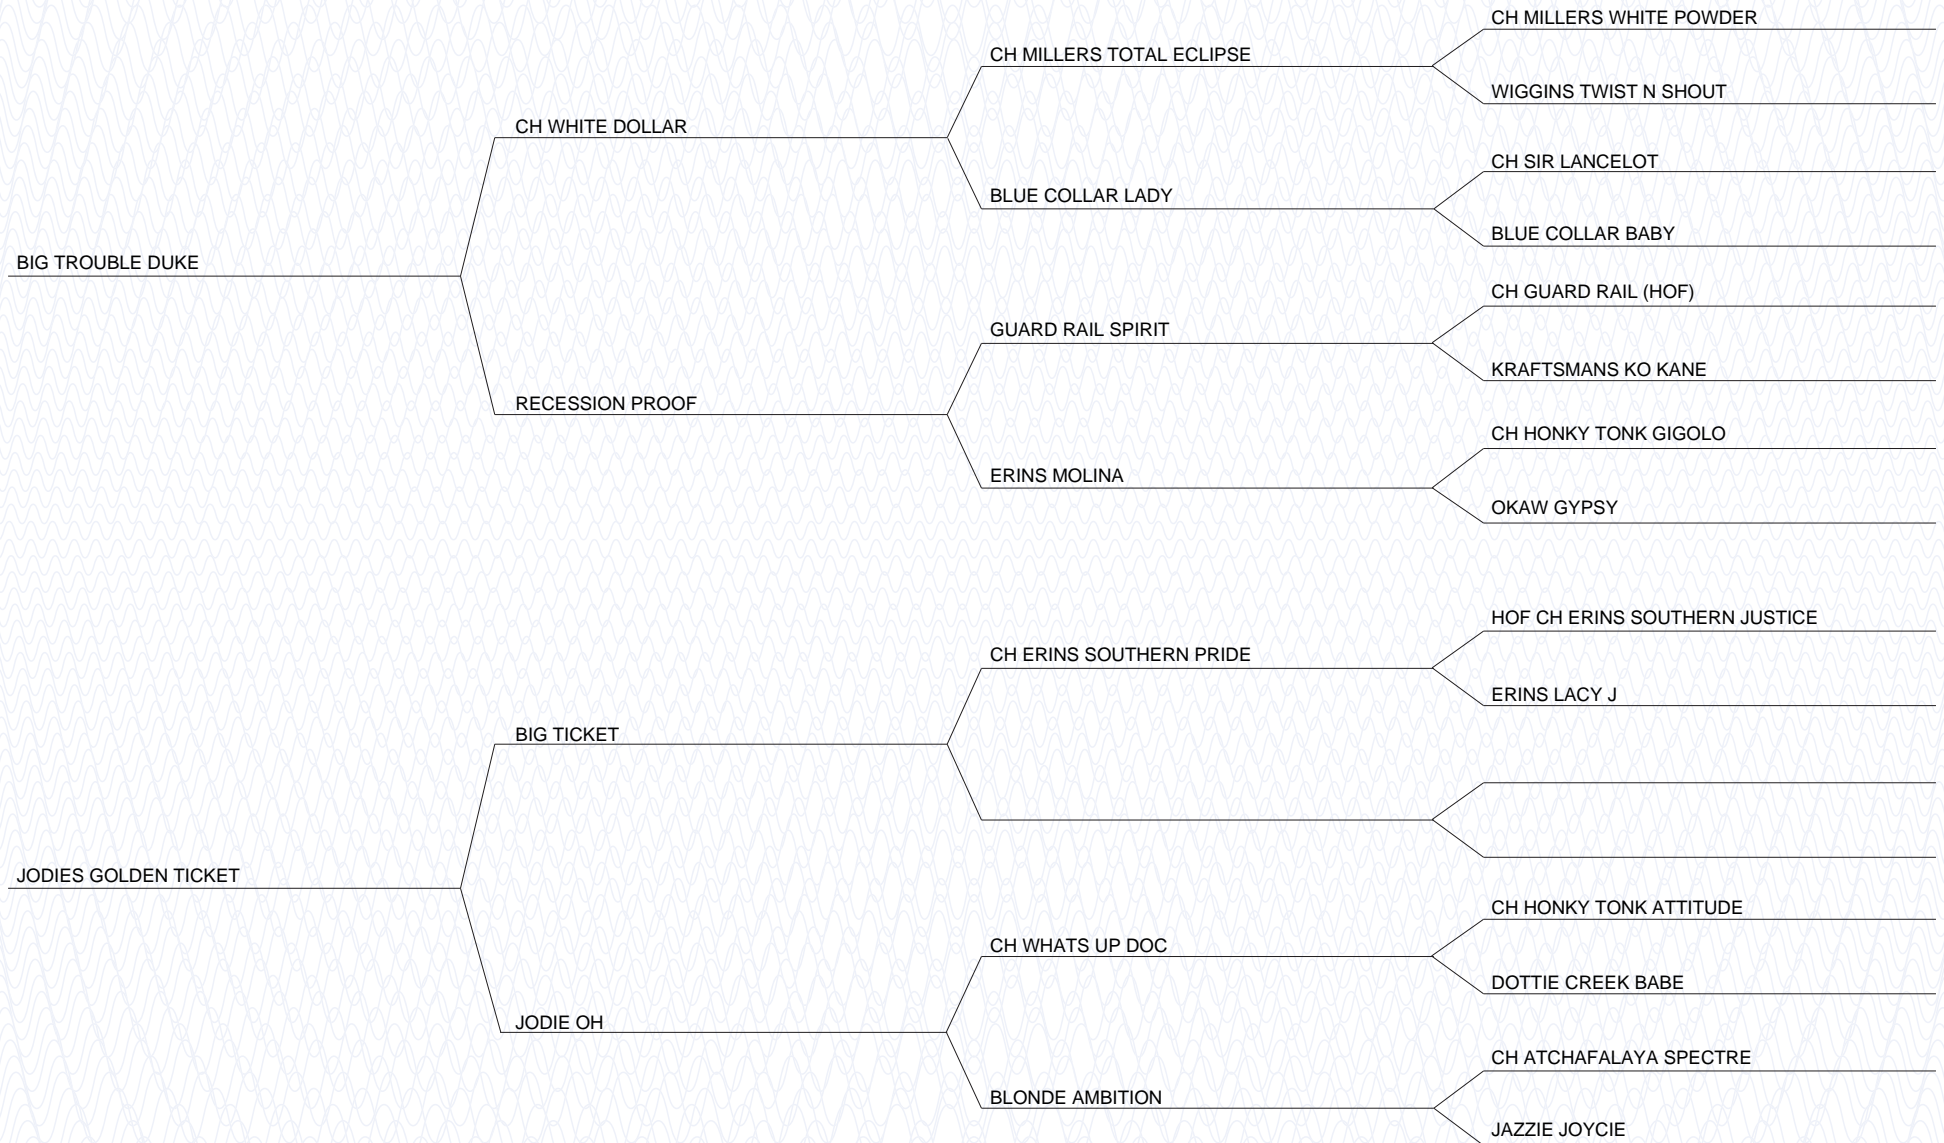 CH MILLERS WHITE POWDER
CH MILLERS TOTAL ECLIPSE
WIGGINS TWIST N SHOUT
CH WHITE DOLLAR
CH SIR LANCELOT
BLUE COLLAR LADY
BLUE COLLAR BABY
BIG TROUBLE DUKE
CH GUARD RAIL (HOF)
GUARD RAIL SPIRIT
KRAFTSMANS KO KANE
RECESSION PROOF
CH HONKY TONK GIGOLO
ERINS MOLINA
OKAW GYPSY
HOF CH ERINS SOUTHERN JUSTICE
CH ERINS SOUTHERN PRIDE
ERINS LACY J
BIG TICKET
JODIES GOLDEN TICKET
CH HONKY TONK ATTITUDE
CH WHATS UP DOC
DOTTIE CREEK BABE
JODIE OH
CH ATCHAFALAYA SPECTRE
BLONDE AMBITION
JAZZIE JOYCIE